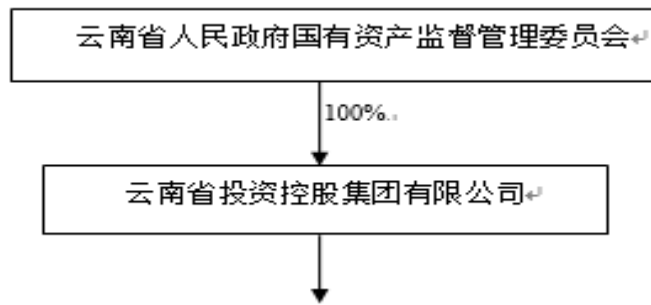 云南省人民政府国有资产监督管理委员会
100%
云南省投资控股集团有限公司